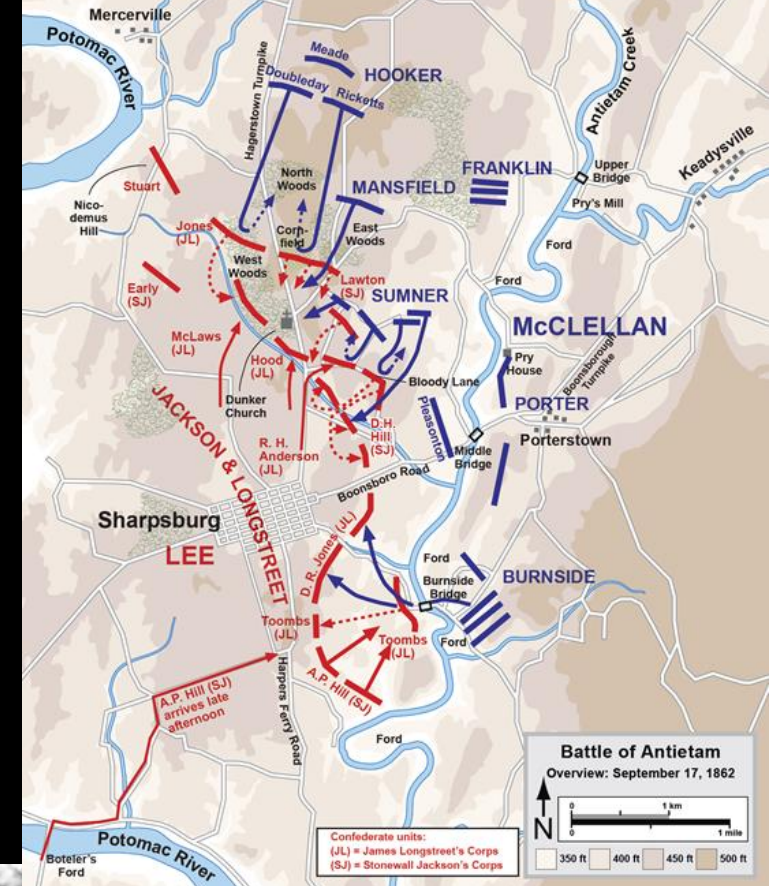 Mercerville
Potomac River
Hagerstown Turnpike
Meade
HOOKER
Doubleday
Ricketts
Antietam Creek
Keadysville
Upper
Bridge
Pry's Mill
FRANKLIN
North
Woods
MANSFIELD
Stuart
Nico-
demus
Hill
Jones
(JL)
Corn-
field
East
Woods
Ford
West
Woods
Lawton
(SJ)
Ford
Early
(SJ)
SUMNER
McCLELLAN
McLaws
(JL)
Hood
(JL)
Pry
House
Boonsborough
Turnpike
Dunker
Church
Bloody Lane
PORTER
Pleasonton
Porterstown
D.H.
Hill
(SJ)
R. H.
Anderson
(JL)
Middle
Bridge
JACKSON & LONGSTREET
Boonsboro Road
Sharpsburg
LEE
D. R. Jones (JL)
Ford
Burnside
Bridge
BURNSIDE
Toombs
(JL)
Toombs
(JL)
Ford
A.P. Hill (SJ)
A.P. Hill (SJ)
arrives late
afternoon
Harpers Ferry Road
Ford
Potomac River
Boteler's
Ford
Confederate units:
(JL) = James Longstreet's Corps
(SJ) = Stonewall Jackson's Corps
Battle of Antietam
Overview: September 17, 1862
N
0 1 km
0 1 mile
350 ft 400 ft 450 ft 500 ft